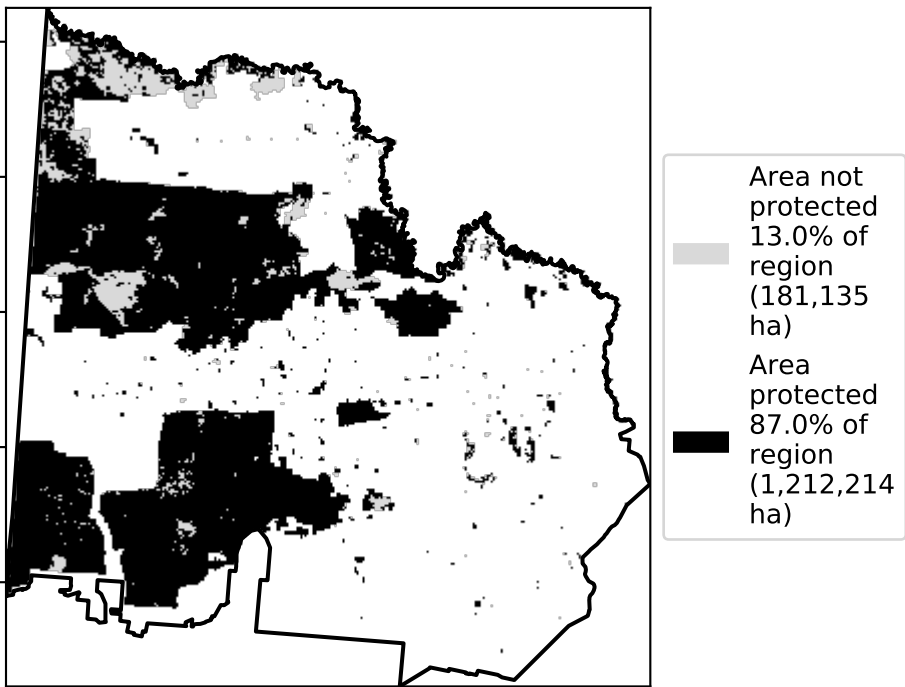 Area not
protected
13.0% of
region
(181,135
ha)
Area
protected
87.0% of
region
(1,212,214
ha)